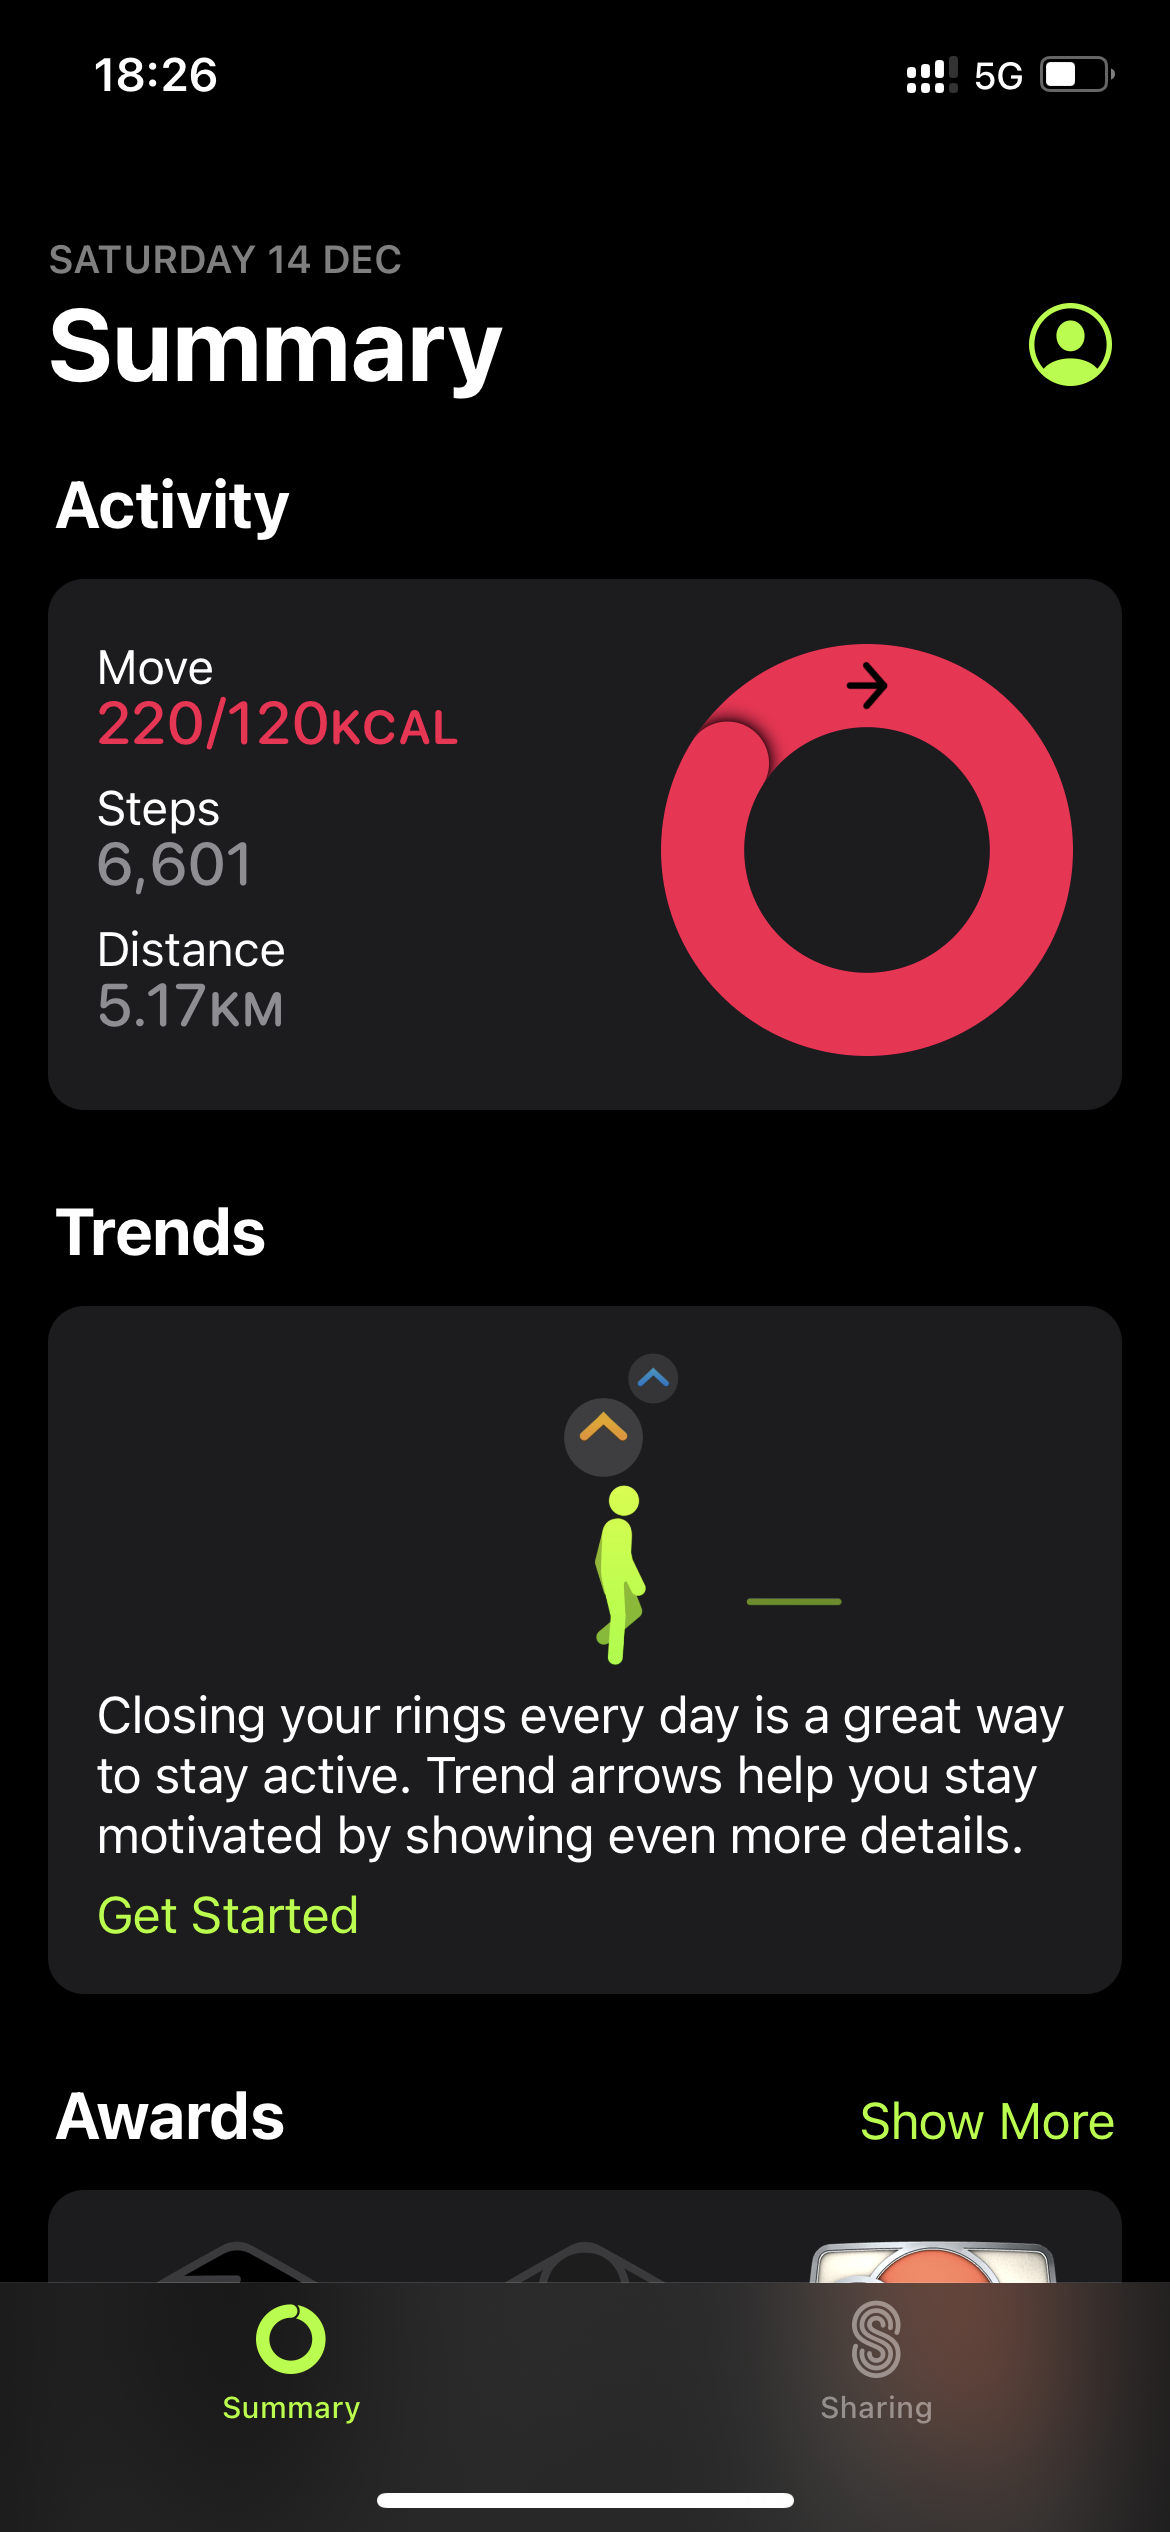 18:26
5G
SATURDAY 14 DEC
Summary
Activity
Move
220/120KCAL
Steps
6,601
Distance
5.17KM
Trends
Closing your rings every day is a great way
to stay active. Trend arrows help you stay
motivated by showing even more details.
Get Started
Awards
Show More
Summary
Sharing